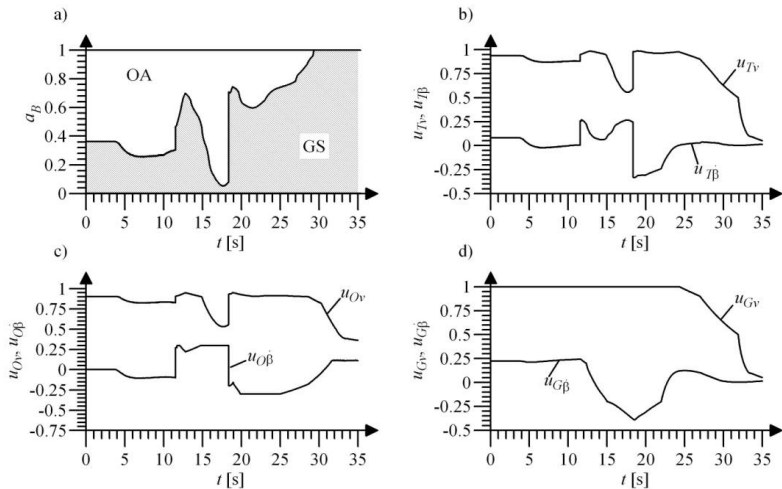 a)
1
0.8
0.6
0.4
0.2
0
a_B
OA
GS
0 5 10 15 20 25 30 35
t [s]
b)
1
0.75
0.5
0.25
0
-0.25
-0.5
u_Tv, u_Tβ̇
u_Tv
u_Tβ̇
0 5 10 15 20 25 30 35
t [s]
c)
1
0.75
0.5
0.25
0
-0.25
-0.5
-0.75
u_Ov, u_Oβ̇
u_Ov
u_Oβ̇
0 5 10 15 20 25 30 35
t [s]
d)
1
0.75
0.5
0.25
0
-0.25
-0.5
u_Gv, u_Gβ̇
u_Gv
u_Gβ̇
0 5 10 15 20 25 30 35
t [s]